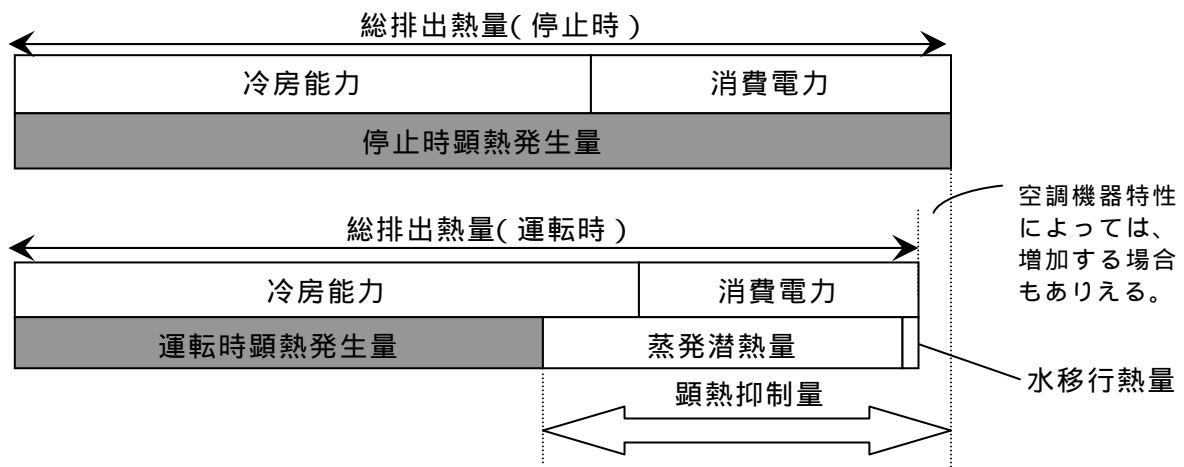 総排出熱量(停止時)
冷房能力
消費電力
停止時顕熱発生量
空調機器特性
によっては、
増加する場合
もありえる。
総排出熱量(運転時)
冷房能力
消費電力
運転時顕熱発生量
蒸発潜熱量
水移行熱量
顕熱抑制量